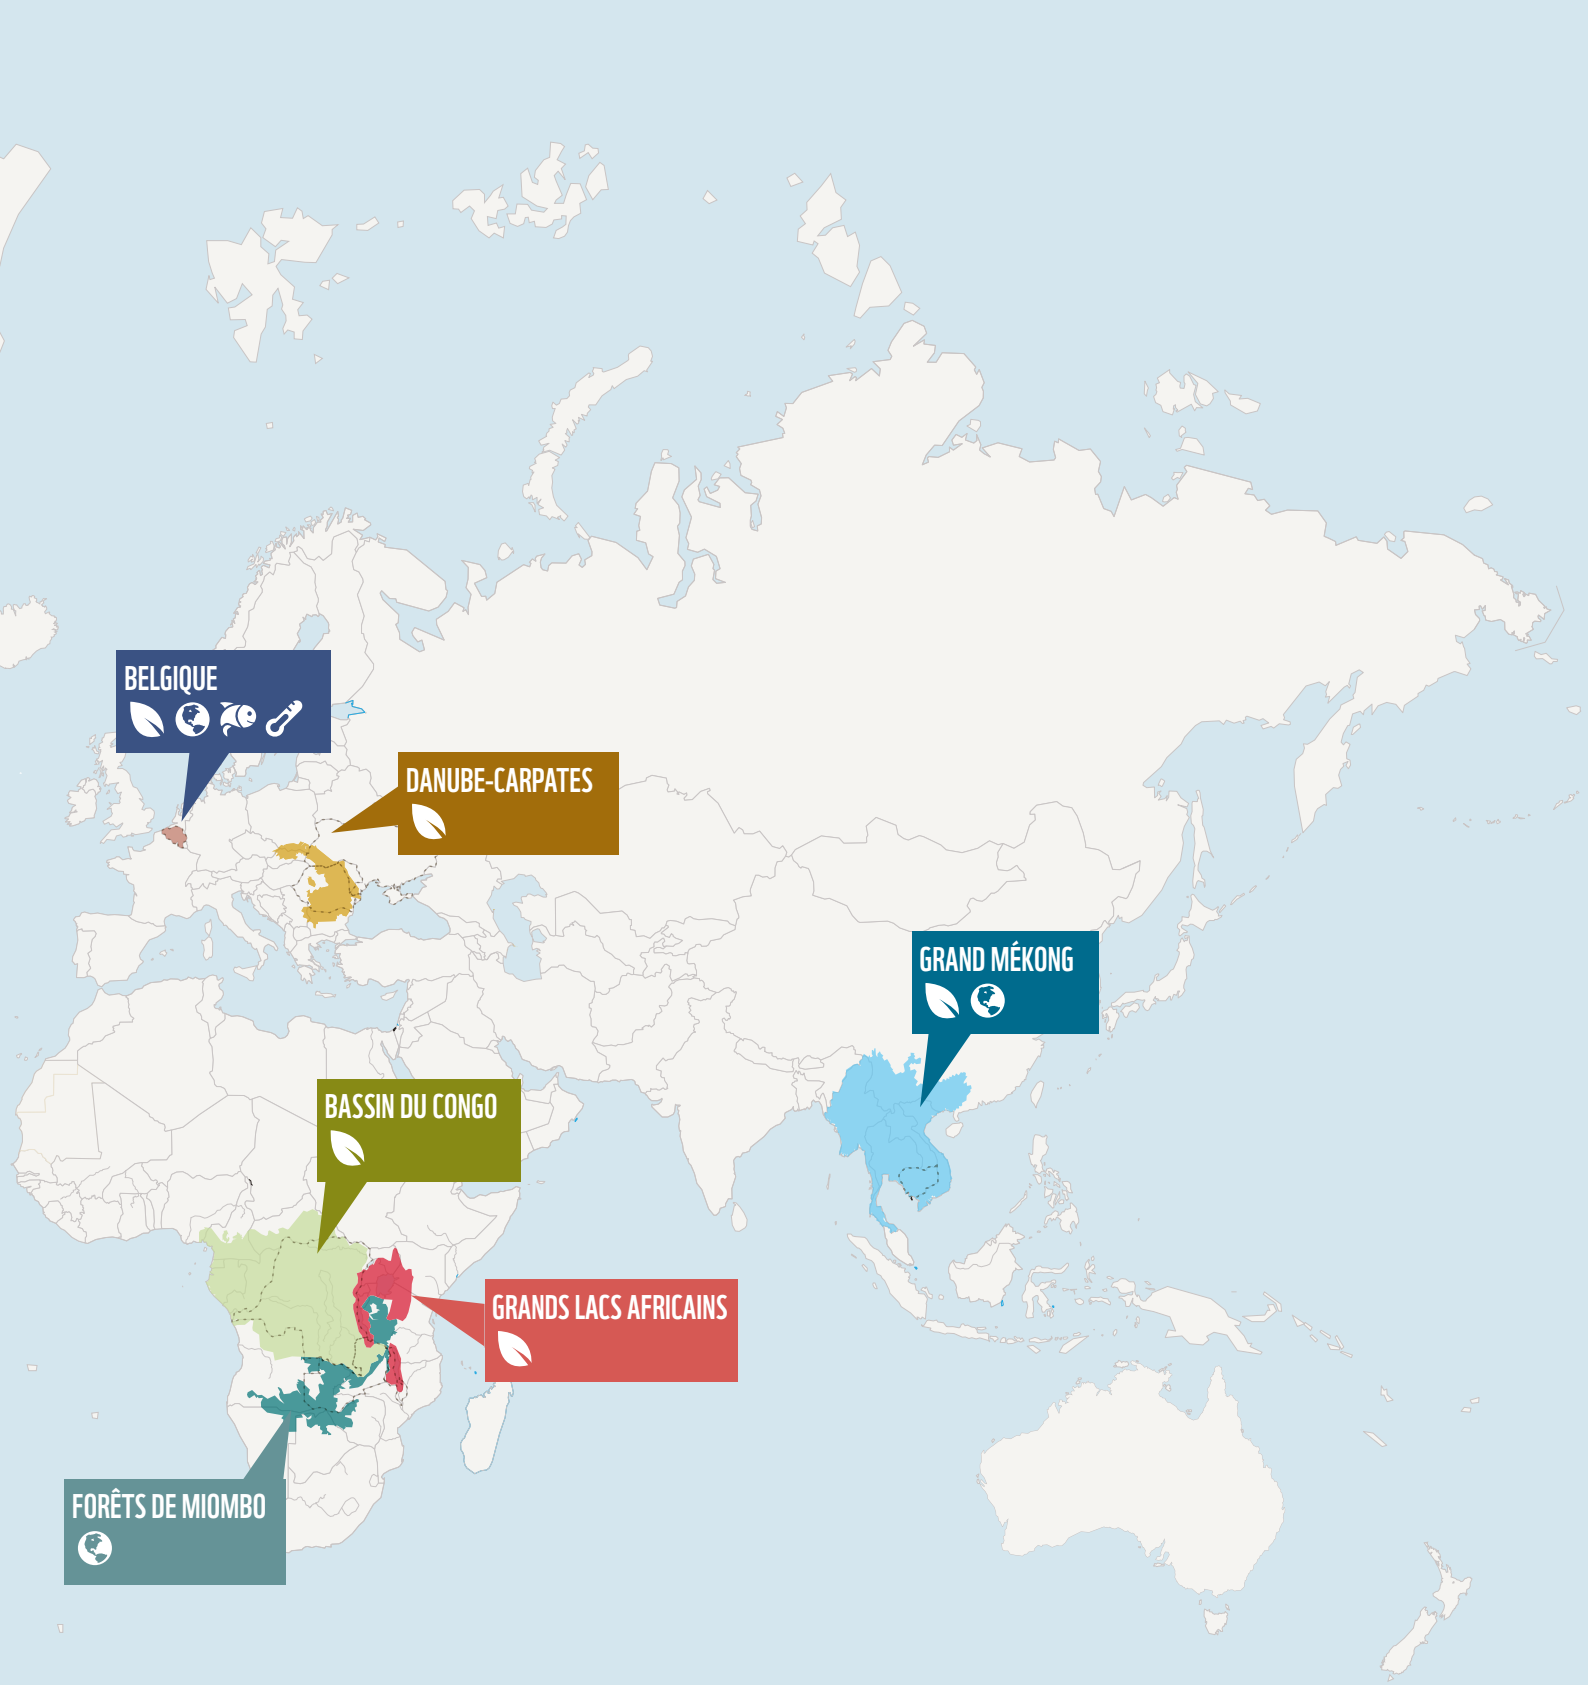 BELGIQUE
DANUBE-CARPATES
GRAND MÉKONG
BASSIN DU CONGO
GRANDS LACS AFRICAINS
FORÊTS DE MIOMBO